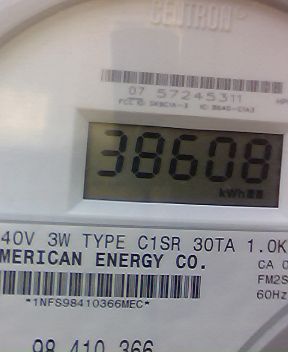 CENTRON
07 57245311
38608
kWh
40V 3W TYPE C1SR 30TA 1.0K
MERICAN ENERGY CO.
CA 0
FM2S
60Hz
*1NFS98410366MEC*
98 410 366